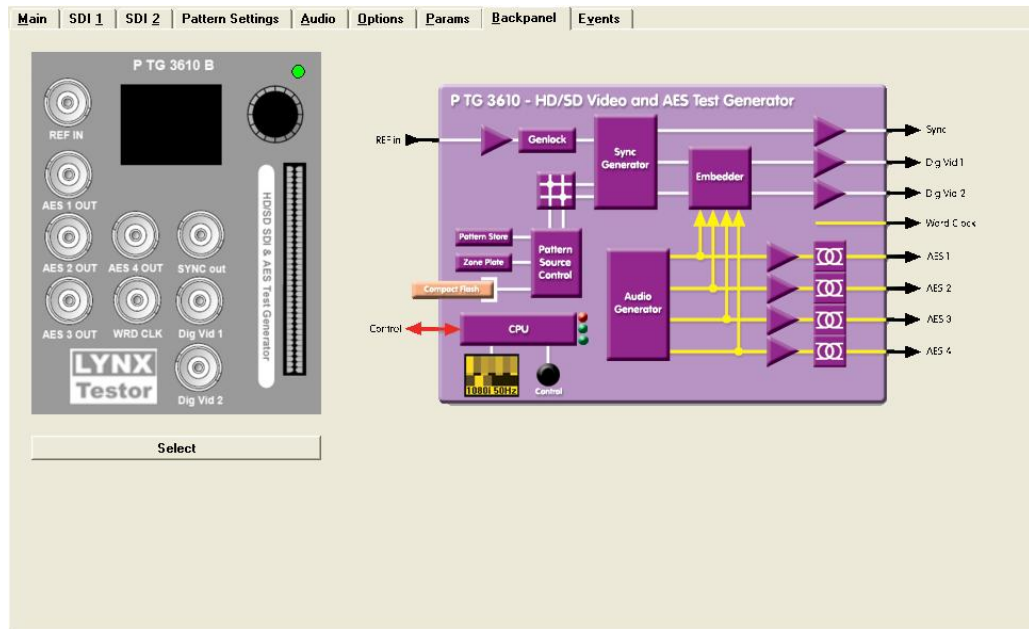 Main SDI 1 SDI 2 Pattern Settings Audio Options Params Backpanel Events
P TG 3610 B
REF IN
AES 1 OUT
AES 2 OUT AES 4 OUT SYNC out
AES 3 OUT WRD CLK Dig Vid 1
Dig Vid 2
HD/SD SDI & AES Test Generator
LYNX
Testor
Select
P TG 3610 - HD/SD Video and AES Test Generator
REF in
Genlock
Sync
Generator
Embedder
Pattern Store
Zone Plate
Compact Flash
Pattern
Source
Control
Audio
Generator
Control
CPU
1080i 50Hz
Control
Sync
Dig Vid 1
Dig Vid 2
Word Clock
AES 1
AES 2
AES 3
AES 4